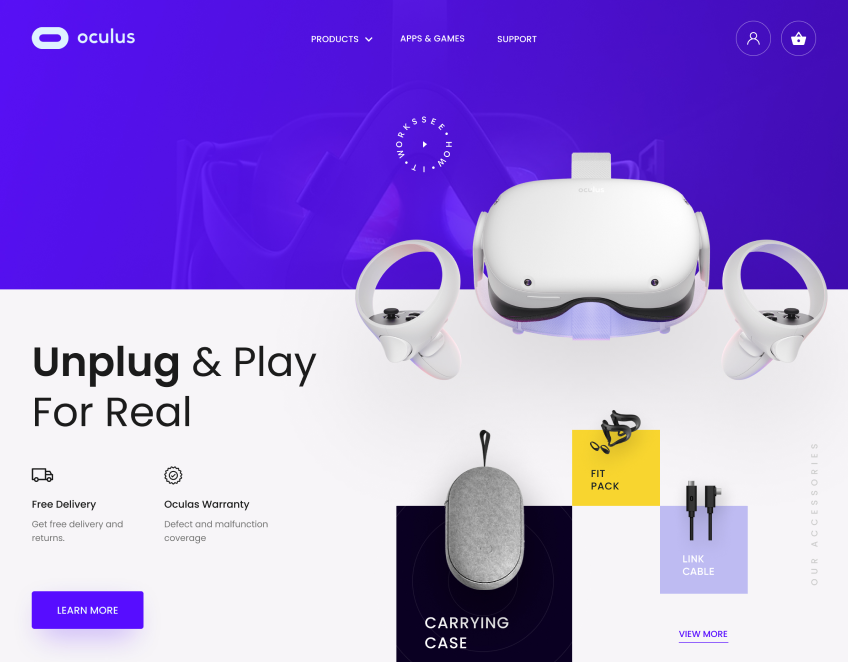 oculus
PRODUCTS
APPS & GAMES
SUPPORT
SEE • HOW • IT • WORKS
Unplug & Play
For Real
Free Delivery
Get free delivery and
returns.
Oculus Warranty
Defect and malfunction
coverage
LEARN MORE
FIT
PACK
LINK
CABLE
CARRYING
CASE
OUR ACCESSORIES
VIEW MORE